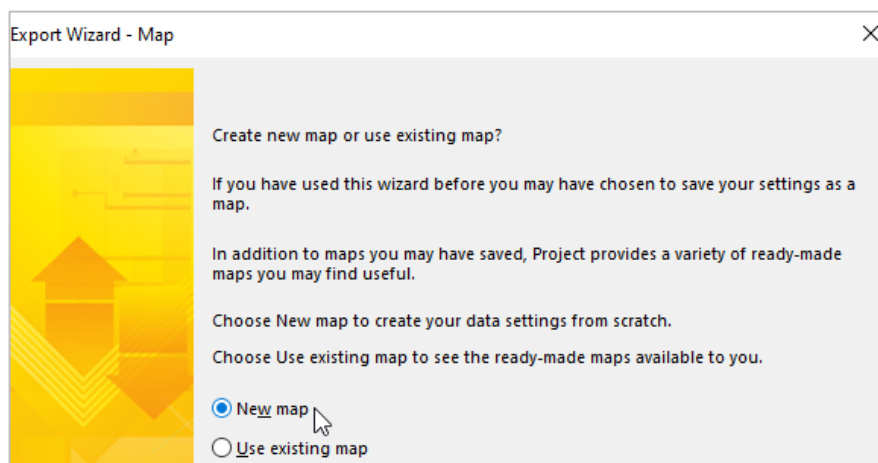 Export Wizard - Map
Create new map or use existing map?
If you have used this wizard before you may have chosen to save your settings as a
map.
In addition to maps you may have saved, Project provides a variety of ready-made
maps you may find useful.
Choose New map to create your data settings from scratch.
Choose Use existing map to see the ready-made maps available to you.
New map
Use existing map